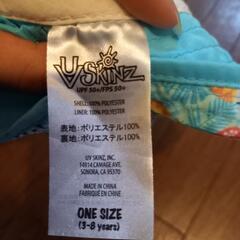 UV SKINZ
UPF 50+/FPS 50+
SHELL: 100% POLYESTER
LINER: 100% POLYESTER
表地：ポリエステル100%
裏地：ポリエステル100%
UV SKINZ, INC.
14814 CAMAGE AVE.
SONORA, CA 95370
MADE IN CHINA
FABRIQUÉ EN CHINE
ONE SIZE
(3-8 years)